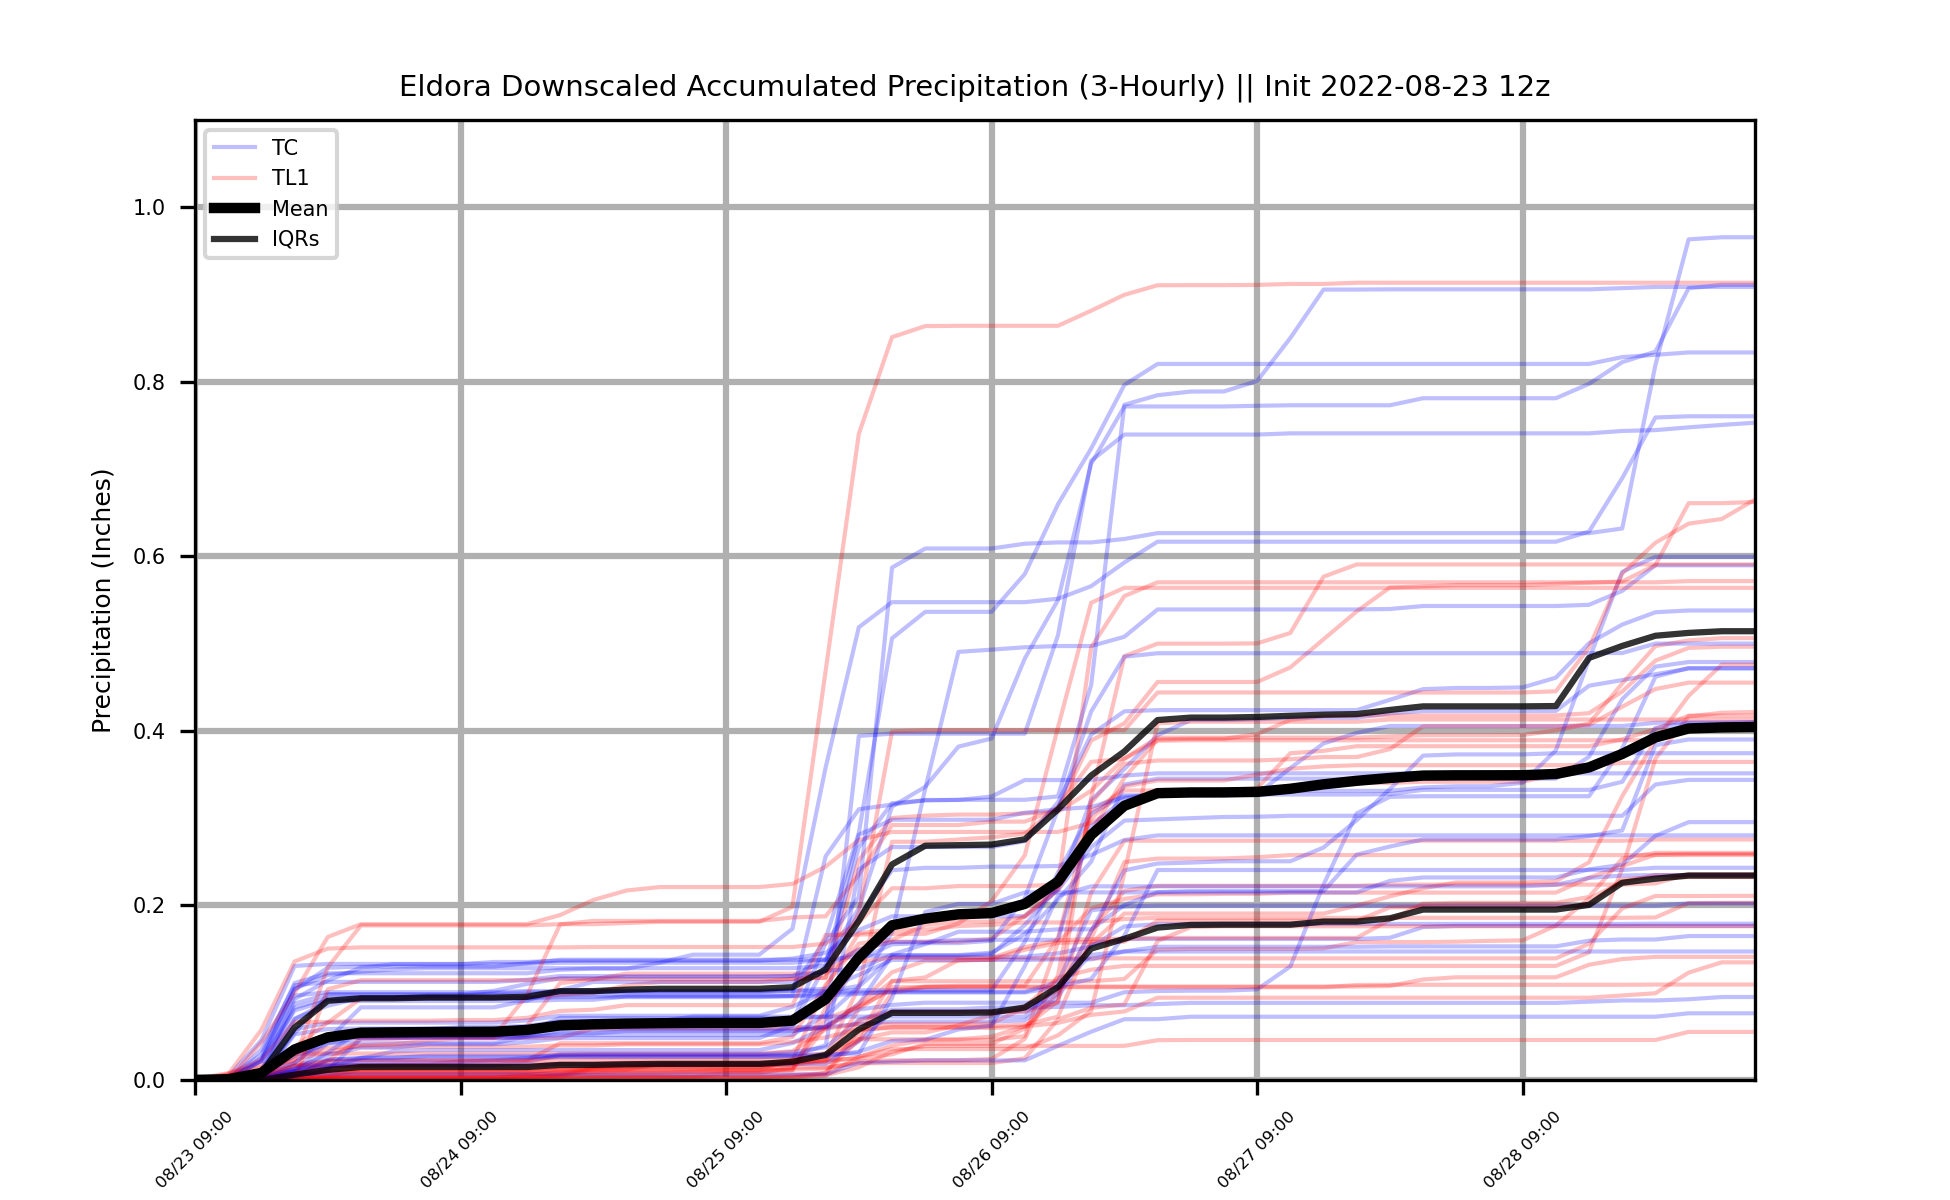 Eldora Downscaled Accumulated Precipitation (3-Hourly) || Init 2022-08-23 12z
TC
TL1
Mean
IQRs
Precipitation (Inches)
1.0
0.8
0.6
0.4
0.2
0.0
08/23 09:00
08/24 09:00
08/25 09:00
08/26 09:00
08/27 09:00
08/28 09:00